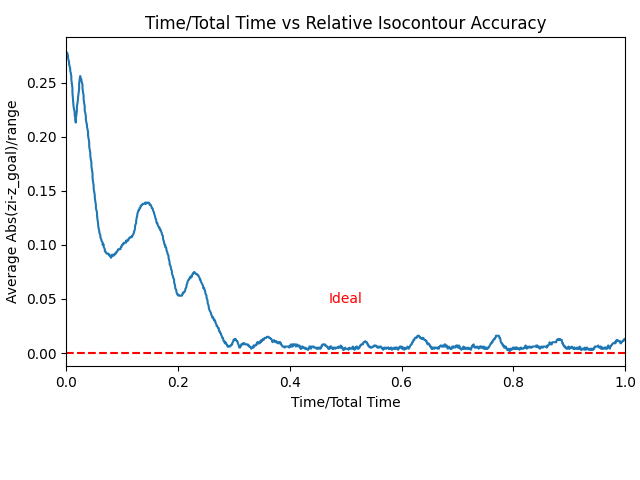 Time/Total Time vs Relative Isocontour Accuracy
Average Abs(zi-z_goal)/range
0.25
0.20
0.15
0.10
0.05
0.00
Ideal
0.0 0.2 0.4 0.6 0.8 1.0
Time/Total Time